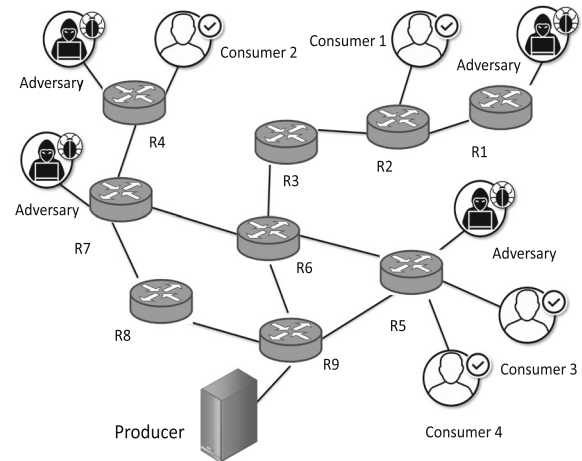 Consumer 1
Consumer 2
Adversary
Adversary
R4
R2
R1
R3
Adversary
R7
R6
Adversary
R5
R8
R9
Consumer 3
Producer
Consumer 4